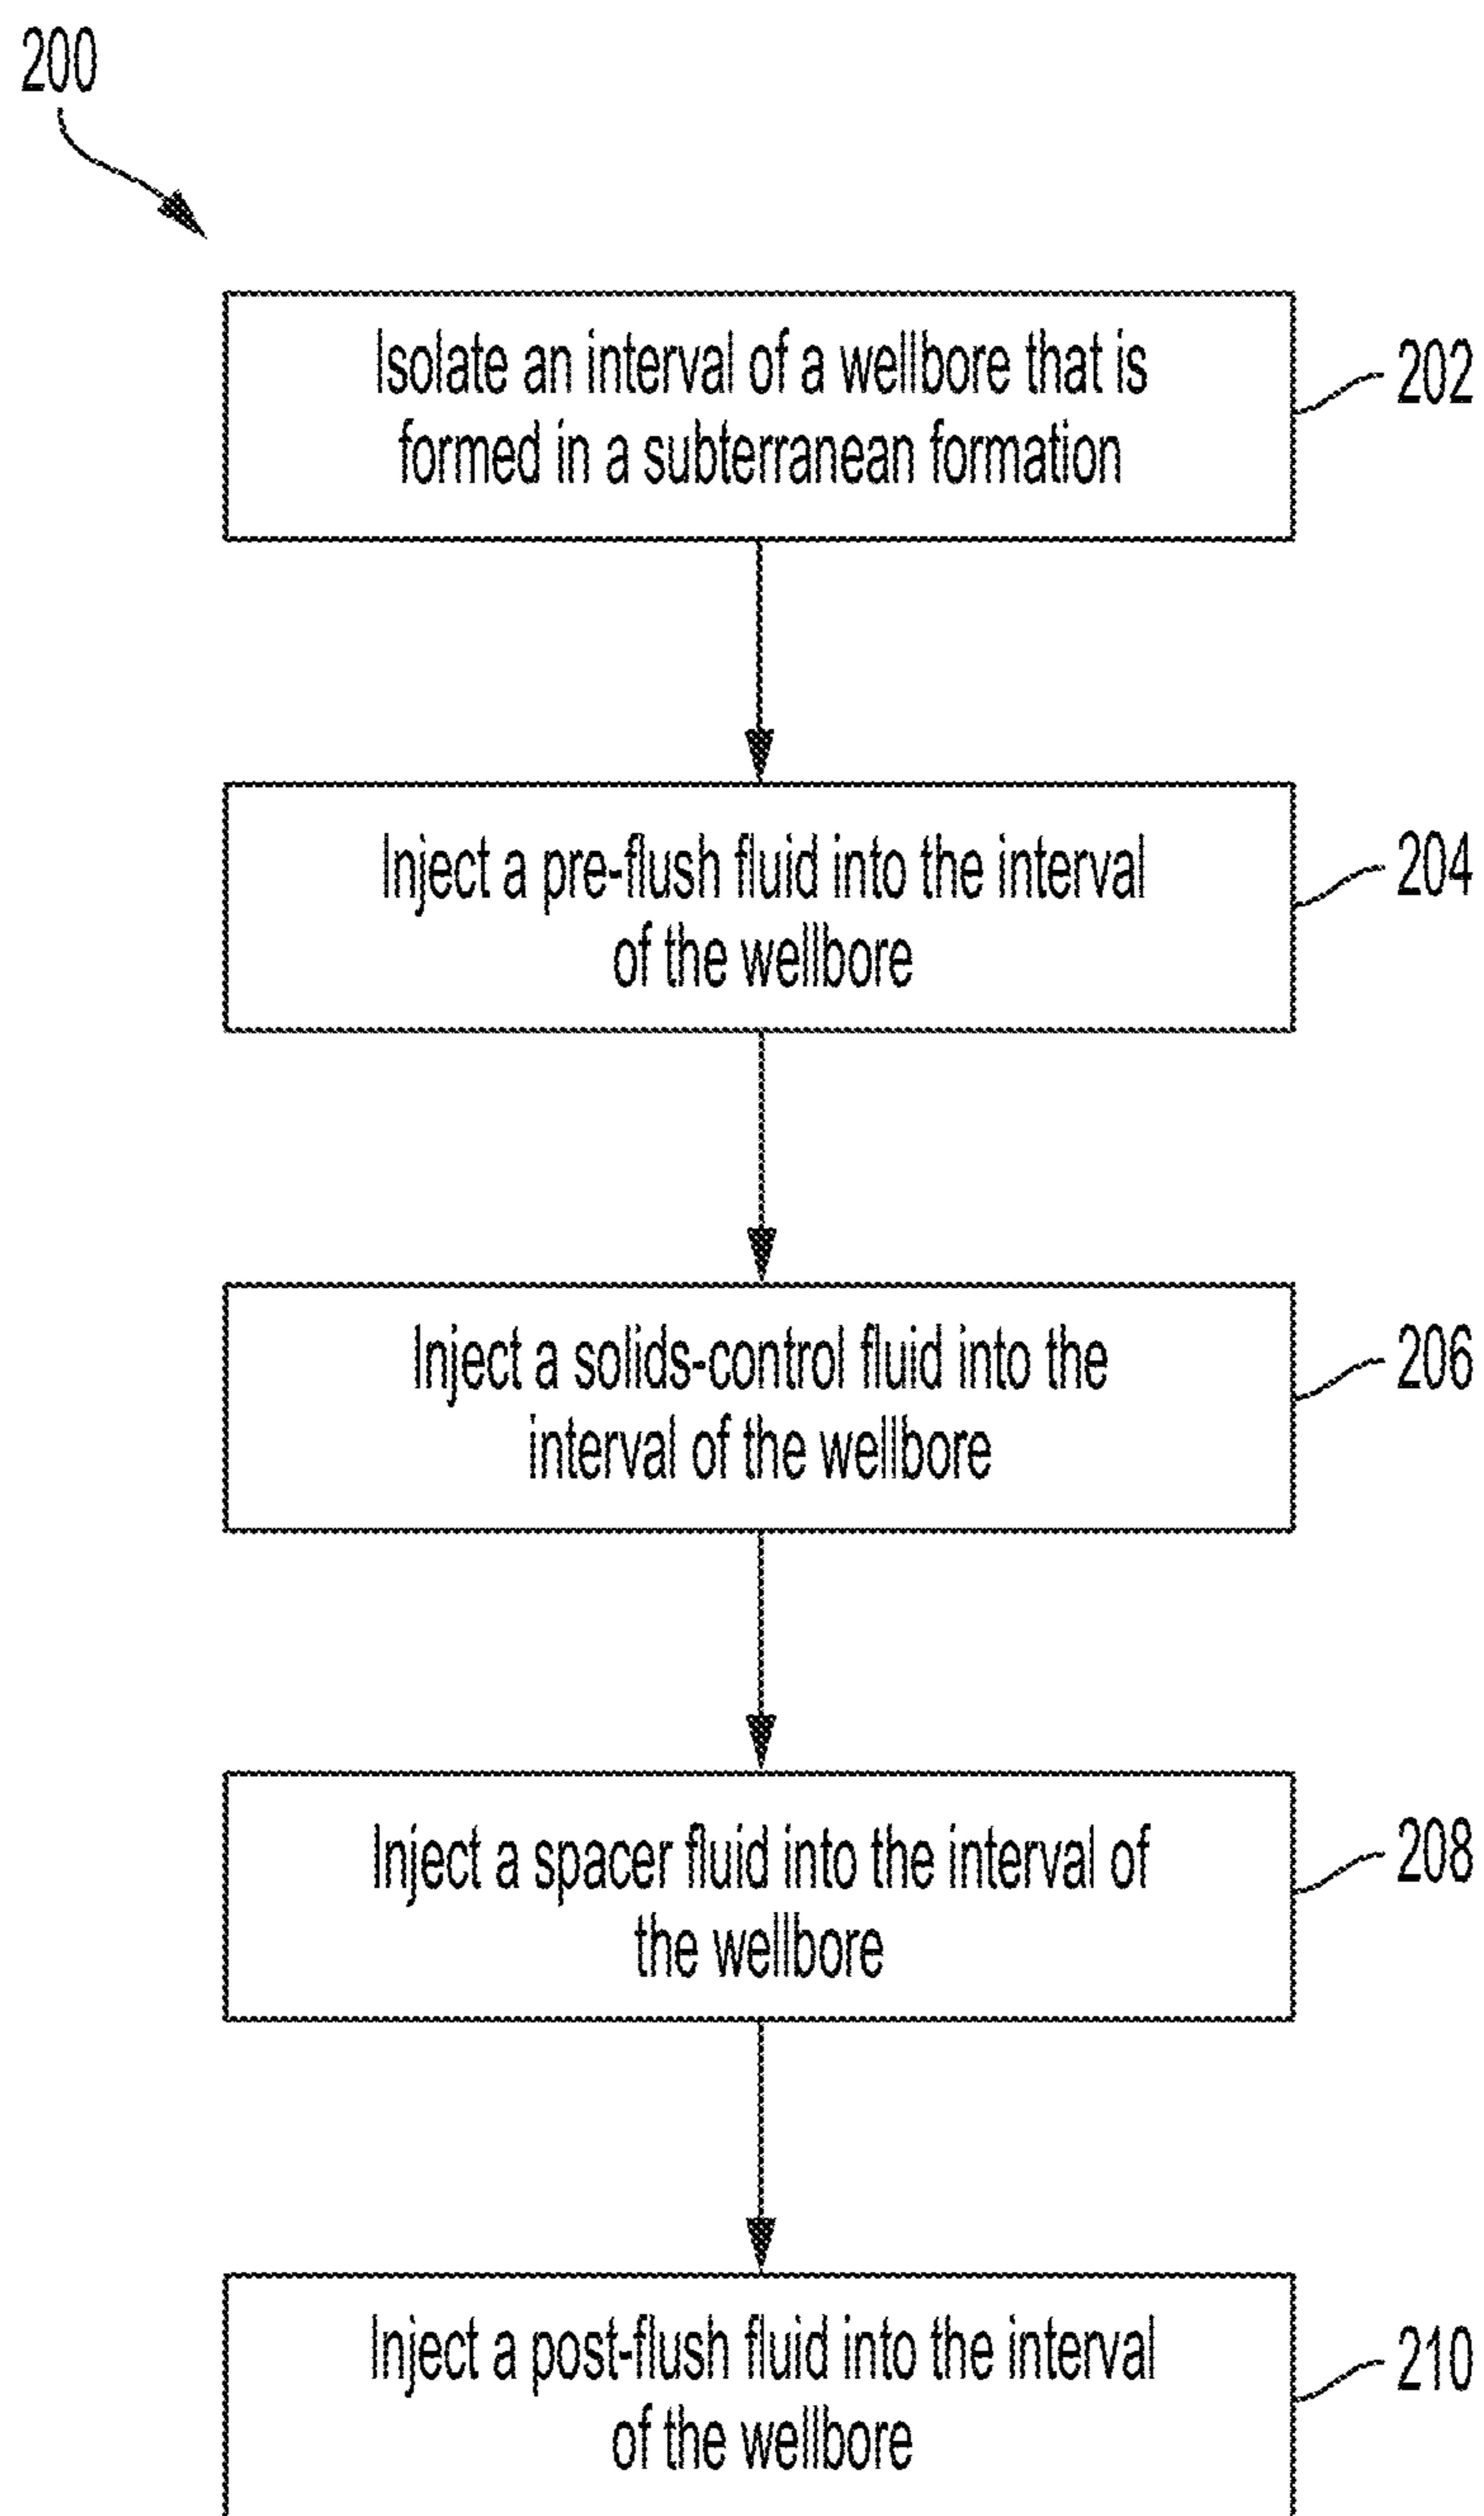 200
Isolate an interval of a wellbore that is
formed in a subterranean formation
202
Inject a pre-flush fluid into the interval
of the wellbore
204
Inject a solids-control fluid into the
interval of the wellbore
206
Inject a spacer fluid into the interval of
the wellbore
208
Inject a post-flush fluid into the interval
of the wellbore
210